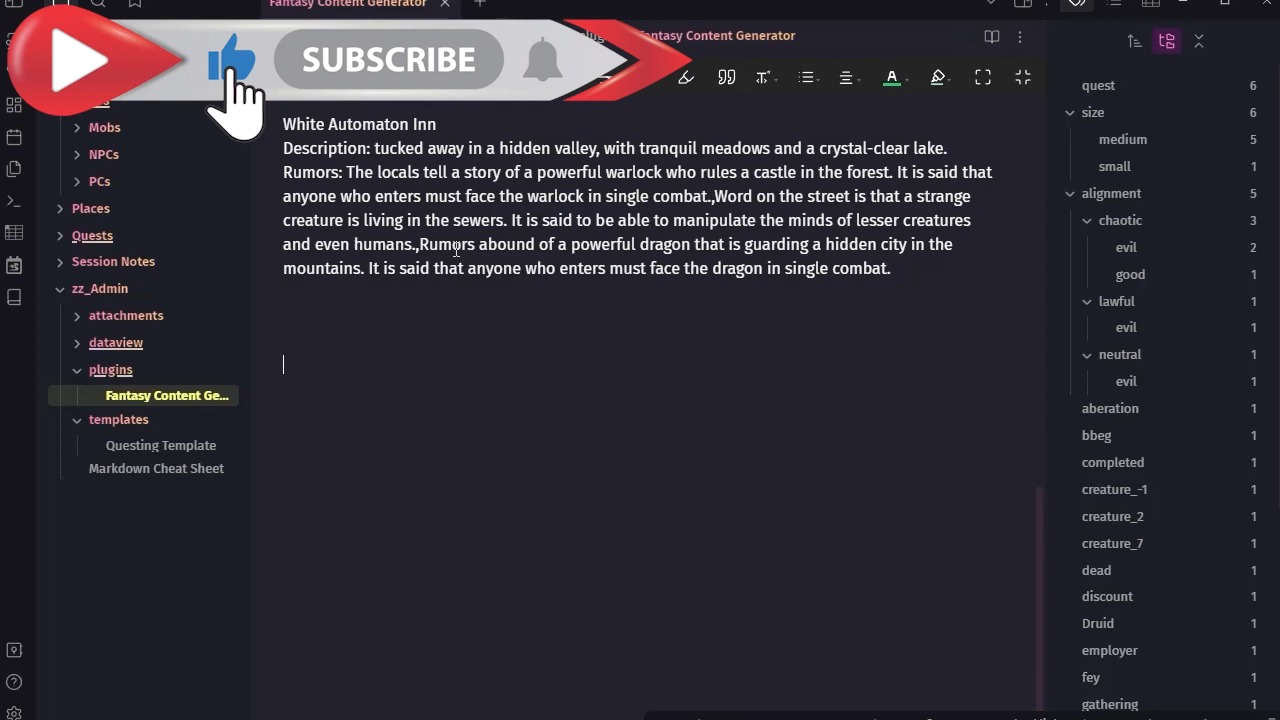 Fantasy Content Generator
SUBSCRIBE
Fantasy Content Generator
Mobs
NPCs
PCs
Places
Quests
Session Notes
zz_Admin
attachments
dataview
plugins
Fantasy Content Ge...
templates
Questing Template
Markdown Cheat Sheet
White Automaton Inn
Description: tucked away in a hidden valley, with tranquil meadows and a crystal-clear lake.
Rumors: The locals tell a story of a powerful warlock who rules a castle in the forest. It is said that
anyone who enters must face the warlock in single combat.,Word on the street is that a strange
creature is living in the sewers. It is said to be able to manipulate the minds of lesser creatures
and even humans.,Rumors abound of a powerful dragon that is guarding a hidden city in the
mountains. It is said that anyone who enters must face the dragon in single combat.
quest 6
size 6
medium 5
small 1
alignment 5
chaotic 3
evil 2
good 1
lawful 1
evil 1
neutral 1
evil 1
aberation 1
bbeg 1
completed 1
creature_-1 1
creature_2 1
creature_7 1
dead 1
discount 1
Druid 1
employer 1
fey 1
gathering 1